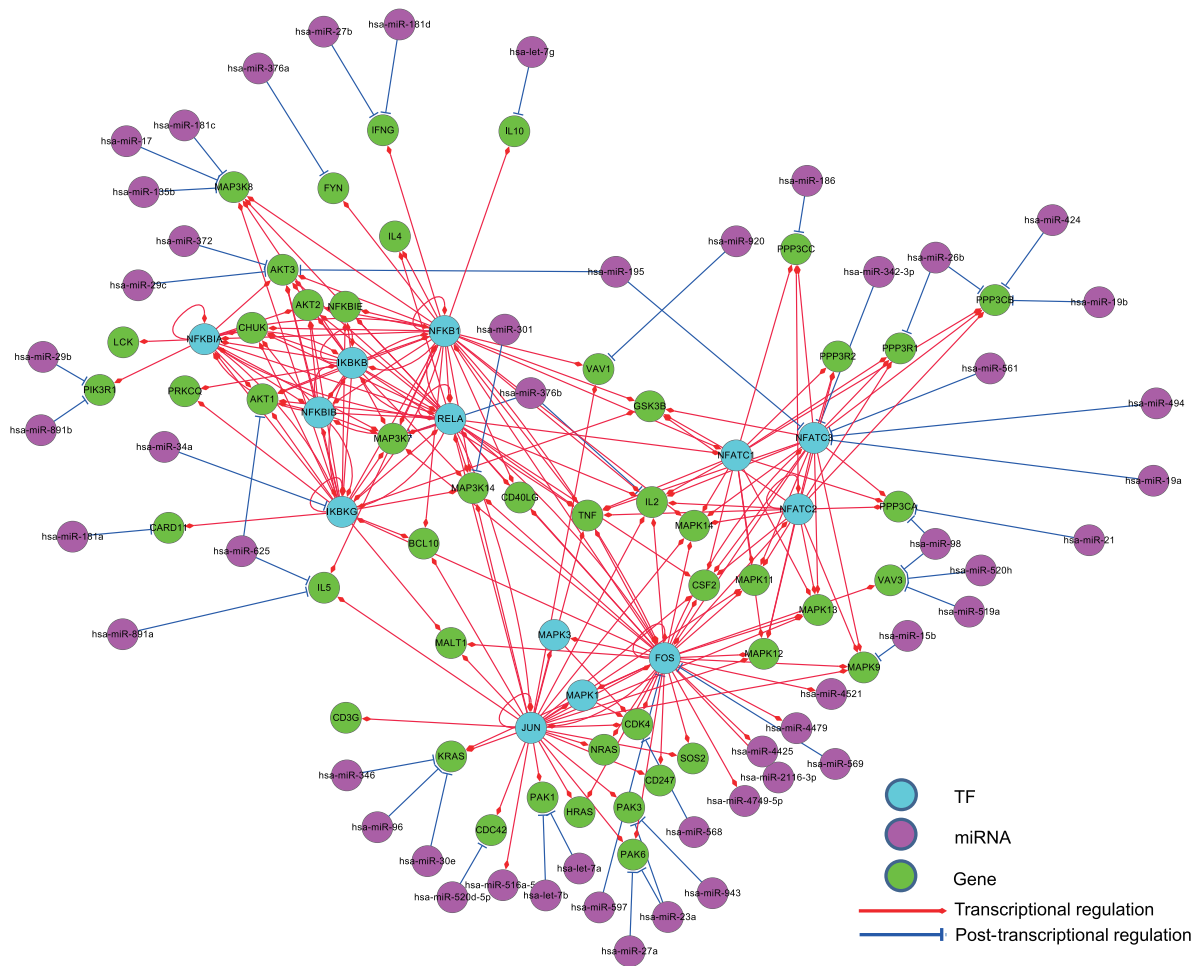 hsa-miR-27b
hsa-miR-181d
hsa-let-7g
hsa-miR-376a
hsa-miR-181c
hsa-miR-17
IFNG
IL10
hsa-miR-186
hsa-miR-135b
MAP3K8
FYN
hsa-miR-424
IL4
hsa-miR-372
hsa-miR-920
PPP3CC
hsa-miR-26b
AKT3
hsa-miR-195
hsa-miR-342-3p
hsa-miR-29c
AKT2
NFKBIE
PPP3CB
hsa-miR-19b
CHUK
NFKB1
hsa-miR-301
LCK
NFKBIA
PPP3R2
PPP3R1
hsa-miR-29b
IKBKB
VAV1
hsa-miR-561
PIK3R1
PRKCQ
AKT1
hsa-miR-376b
hsa-miR-494
NFKBIB
RELA
GSK3B
hsa-miR-891b
MAP3K7
NFATC3
hsa-miR-34a
NFATC1
MAP3K14
CD40LG
hsa-miR-19a
IKBKG
IL2
NFATC2
PPP3CA
hsa-miR-181a
CARD11
TNF
MAPK14
hsa-miR-21
BCL10
hsa-miR-98
hsa-miR-625
IL5
CSF2
MAPK11
VAV3
hsa-miR-520h
MAPK13
hsa-miR-519a
hsa-miR-891a
MALT1
MAPK3
hsa-miR-15b
FOS
MAPK12
MAPK9
MAPK1
hsa-miR-4521
CD3G
JUN
CDK4
hsa-miR-4479
KRAS
NRAS
SOS2
hsa-miR-4425
hsa-miR-569
hsa-miR-346
CD247
hsa-miR-2116-3p
PAK1
HRAS
PAK3
hsa-miR-4749-5p
TF
hsa-miR-96
CDC42
hsa-miR-568
miRNA
PAK6
hsa-miR-30e
hsa-let-7a
hsa-miR-516a-5
hsa-miR-520d-5p
hsa-let-7b
hsa-miR-943
Gene
hsa-miR-597
hsa-miR-23a
Transcriptional regulation
hsa-miR-27a
Post-transcriptional regulation